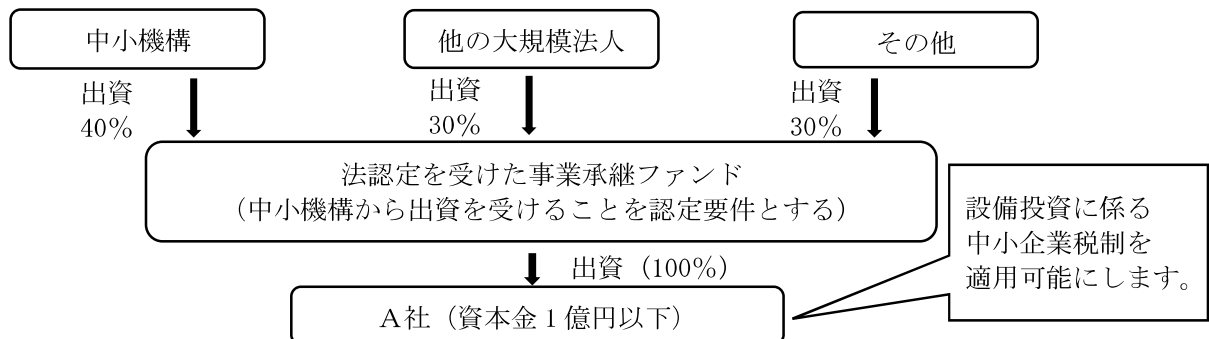 中小機構
他の大規模法人
その他
出資
40%
出資
30%
出資
30%
法認定を受けた事業承継ファンド
（中小機構から出資を受けることを認定要件とする）
設備投資に係る
中小企業税制を
適用可能にします。
出資（100%）
A社（資本金１億円以下）